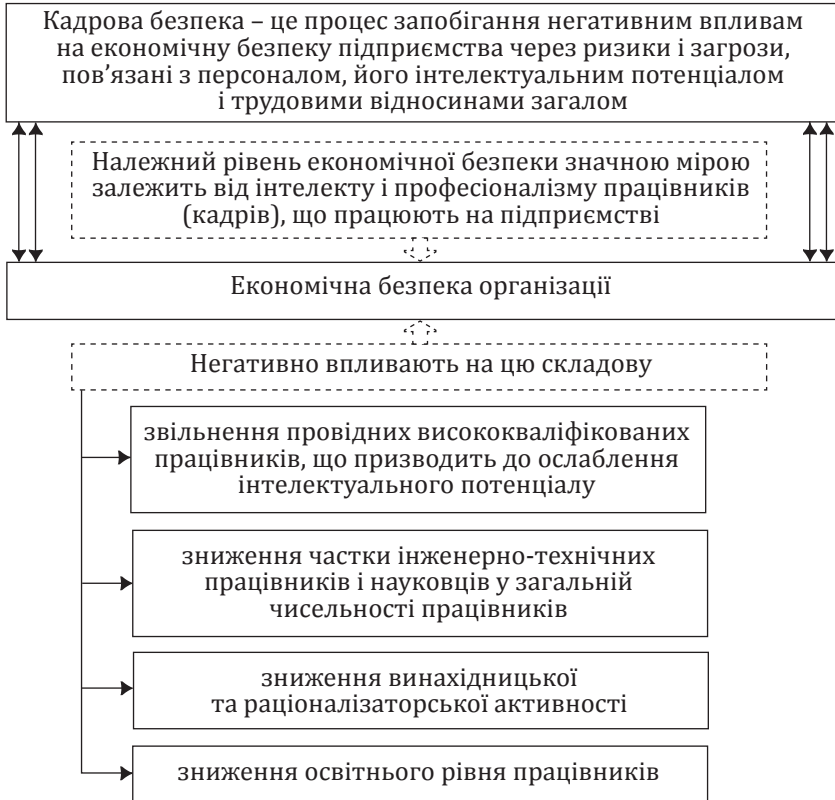 Кадрова безпека – це процес запобігання негативним впливам
на економічну безпеку підприємства через ризики і загрози,
пов’язані з персоналом, його інтелектуальним потенціалом
і трудовими відносинами загалом
Належний рівень економічної безпеки значною мірою
залежить від інтелекту і професіоналізму працівників
(кадрів), що працюють на підприємстві
Економічна безпека організації
Негативно впливають на цю складову
звільнення провідних висококваліфікованих
працівників, що призводить до ослаблення
інтелектуального потенціалу
зниження частки інженерно-технічних
працівників і науковців у загальній
чисельності працівників
зниження винахідницької
та раціоналізаторської активності
зниження освітнього рівня працівників